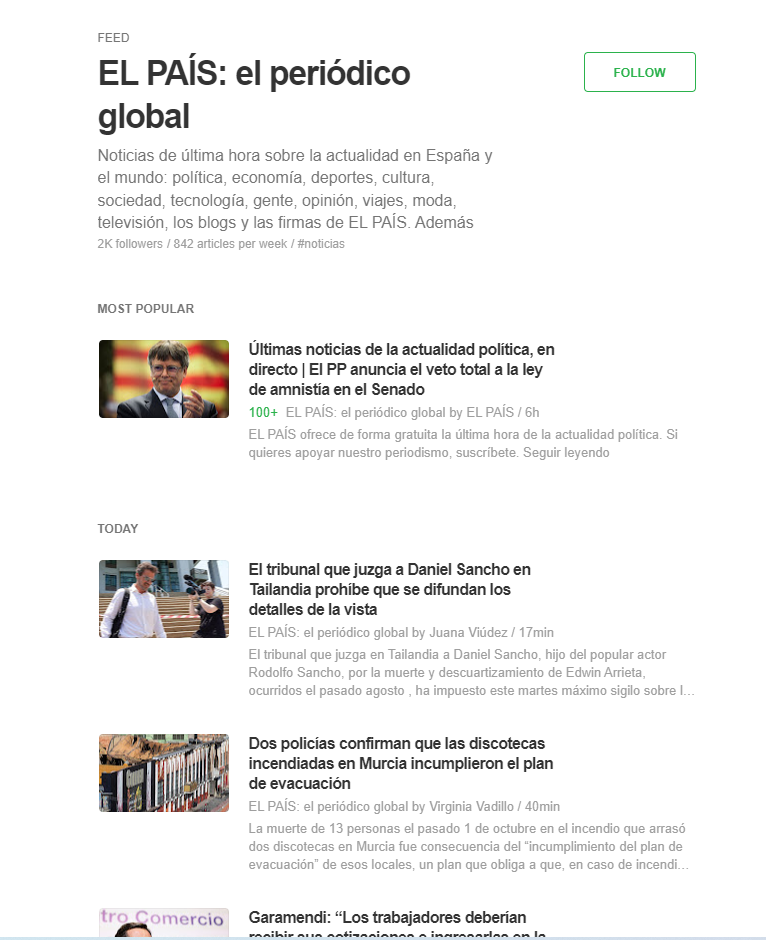 FEED
EL PAÍS: el periódico
global
FOLLOW
Noticias de última hora sobre la actualidad en España y
el mundo: política, economía, deportes, cultura,
sociedad, tecnología, gente, opinión, viajes, moda,
televisión, los blogs y las firmas de EL PAÍS. Además
2K followers / 842 articles per week / #noticias
MOST POPULAR
Últimas noticias de la actualidad política, en
directo | El PP anuncia el veto total a la ley
de amnistía en el Senado
100+ EL PAÍS: el periódico global by EL PAÍS / 6h
EL PAÍS ofrece de forma gratuita la última hora de la actualidad política. Si
quieres apoyar nuestro periodismo, suscríbete. Seguir leyendo
TODAY
El tribunal que juzga a Daniel Sancho en
Tailandia prohíbe que se difundan los
detalles de la vista
EL PAÍS: el periódico global by Juana Viúdez / 17min
El tribunal que juzga en Tailandia a Daniel Sancho, hijo del popular actor
Rodolfo Sancho, por la muerte y descuartizamiento de Edwin Arrieta,
ocurridos el pasado agosto , ha impuesto este martes máximo sigilo sobre l...
Dos policías confirman que las discotecas
incendiadas en Murcia incumplieron el plan
de evacuación
EL PAÍS: el periódico global by Virginia Vadillo / 40min
La muerte de 13 personas el pasado 1 de octubre en el incendio que arrasó
dos discotecas en Murcia fue consecuencia del “incumplimiento del plan de
evacuación” de esos locales, un plan que obliga a que, en caso de incendi...
tro Comercio
Garamendi: “Los trabajadores deberían
recibir sus cotizaciones e ingresarlas en la